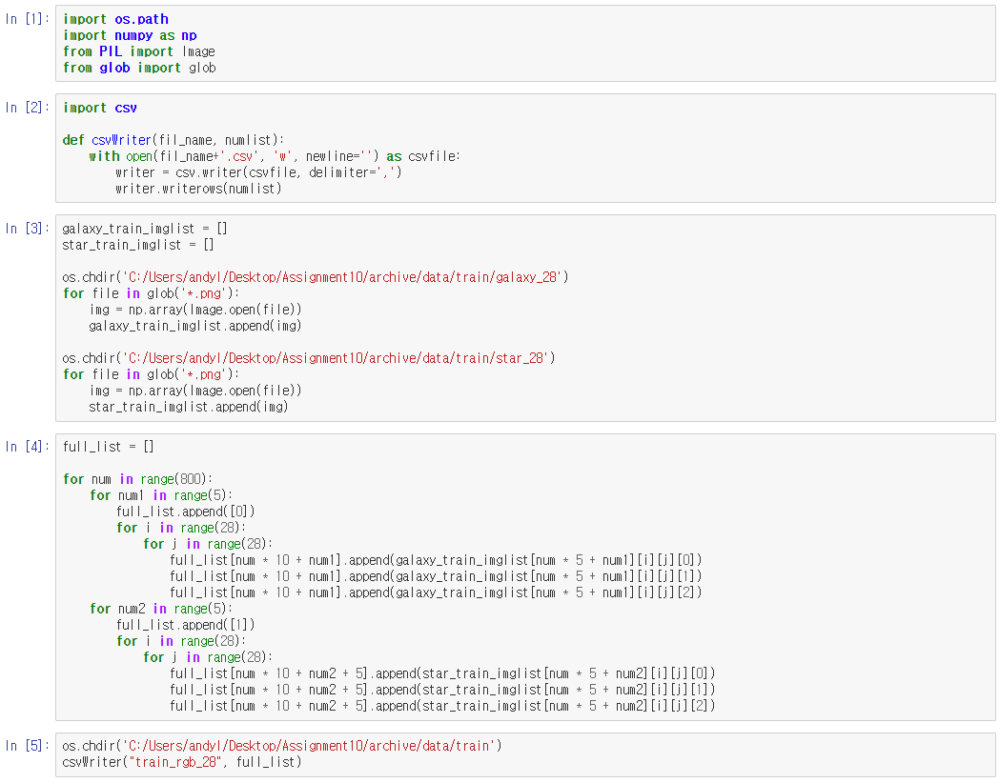 In [1]:
import os.path
import numpy as np
from PIL import Image
from glob import glob
In [2]:
import csv
def csvWriter(fil_name, numlist):
    with open(fil_name+'.csv', 'w', newline='') as csvfile:
        writer = csv.writer(csvfile, delimiter=',')
        writer.writerows(numlist)
In [3]:
galaxy_train_imglist = []
star_train_imglist = []
os.chdir('C:/Users/andyl/Desktop/Assignment10/archive/data/train/galaxy_28')
for file in glob('*.png'):
    img = np.array(Image.open(file))
    galaxy_train_imglist.append(img)
os.chdir('C:/Users/andyl/Desktop/Assignment10/archive/data/train/star_28')
for file in glob('*.png'):
    img = np.array(Image.open(file))
    star_train_imglist.append(img)
In [4]:
full_list = []
for num in range(800):
    for num1 in range(5):
        full_list.append([0])
        for i in range(28):
            for j in range(28):
                full_list[num * 10 + num1].append(galaxy_train_imglist[num * 5 + num1][i][j][0])
                full_list[num * 10 + num1].append(galaxy_train_imglist[num * 5 + num1][i][j][1])
                full_list[num * 10 + num1].append(galaxy_train_imglist[num * 5 + num1][i][j][2])
    for num2 in range(5):
        full_list.append([1])
        for i in range(28):
            for j in range(28):
                full_list[num * 10 + num2 + 5].append(star_train_imglist[num * 5 + num2][i][j][0])
                full_list[num * 10 + num2 + 5].append(star_train_imglist[num * 5 + num2][i][j][1])
                full_list[num * 10 + num2 + 5].append(star_train_imglist[num * 5 + num2][i][j][2])
In [5]:
os.chdir('C:/Users/andyl/Desktop/Assignment10/archive/data/train')
csvWriter("train_rgb_28", full_list)